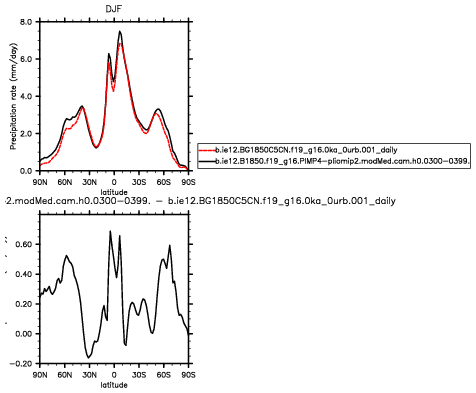 DJF
Precipitation rate (mm/day)
8.0
6.0
4.0
2.0
0.0
90N 60N 30N 0 30S 60S 90S
latitude
b.ie12.BG1850C5CN.f19_g16.0ka_0urb.001_daily
b.ie12.B1850.f19_g16.PlMP4-pliomip2.modMed.cam.h0.0300-0399.
2.modMed.cam.h0.0300-0399. - b.ie12.BG1850C5CN.f19_g16.0ka_0urb.001_daily
0.60
0.40
0.20
0.00
-0.20
90N 60N 30N 0 30S 60S 90S
latitude